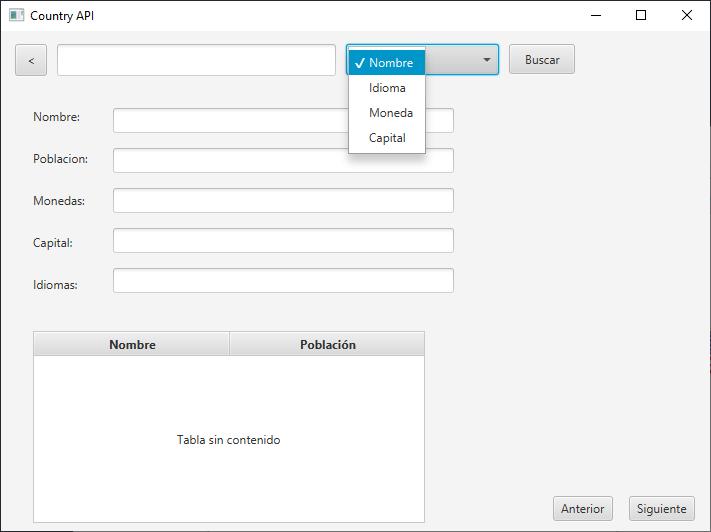 Country API
<
✓ Nombre
Buscar
Idioma
Moneda
Capital
Nombre:
Poblacion:
Monedas:
Capital:
Idiomas:
Nombre Población
Tabla sin contenido
Anterior Siguiente